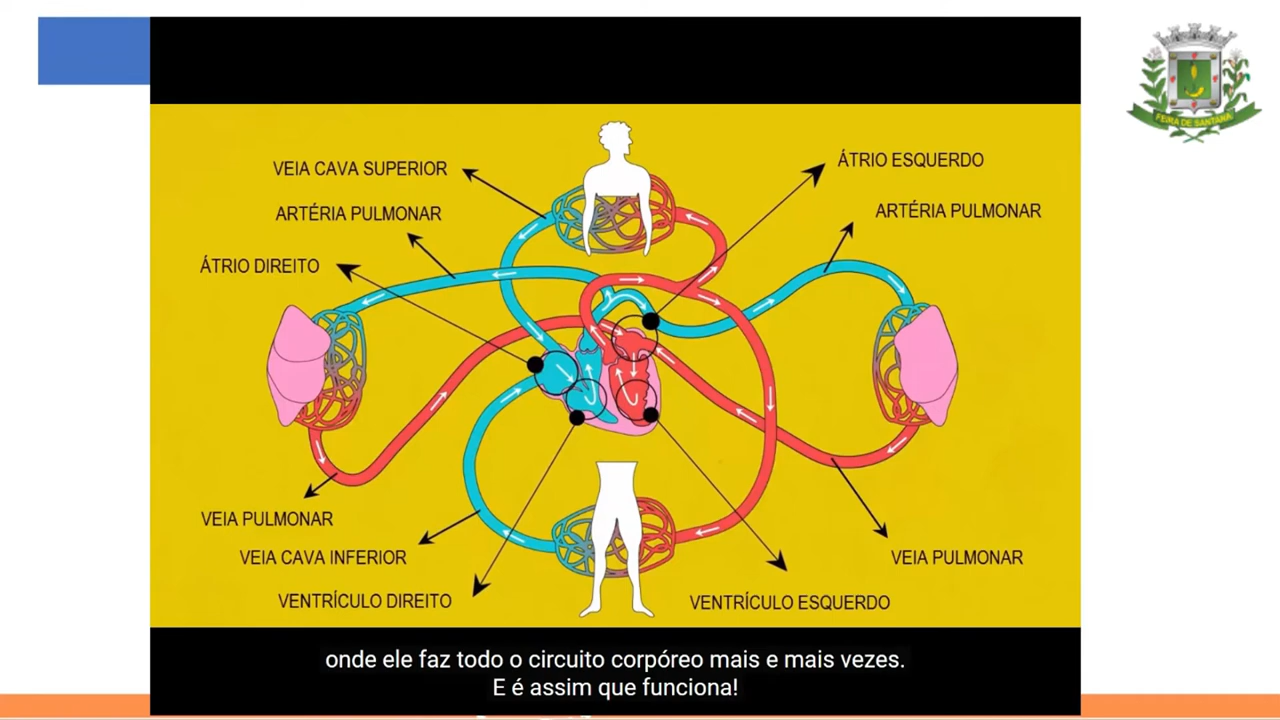 FEIRA DE SANTANA
VEIA CAVA SUPERIOR
ÁTRIO ESQUERDO
ARTÉRIA PULMONAR
ARTÉRIA PULMONAR
ÁTRIO DIREITO
VEIA PULMONAR
VEIA CAVA INFERIOR
VEIA PULMONAR
VENTRÍCULO DIREITO
VENTRÍCULO ESQUERDO
onde ele faz todo o circuito corpóreo mais e mais vezes.
E é assim que funciona!